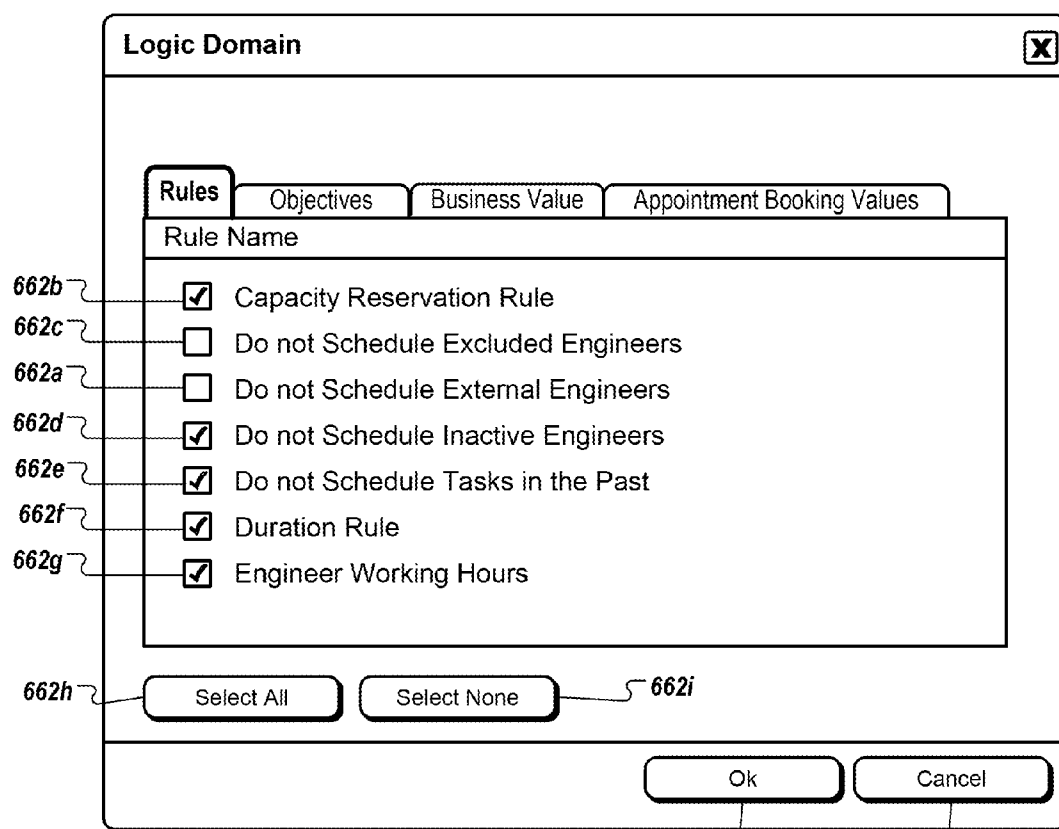 Logic Domain X
Rules Objectives Business Value Appointment Booking Values
Rule Name
662b Capacity Reservation Rule
662c Do not Schedule Excluded Engineers
662a Do not Schedule External Engineers
662d Do not Schedule Inactive Engineers
662e Do not Schedule Tasks in the Past
662f Duration Rule
662g Engineer Working Hours
662h Select All Select None 662i
Ok Cancel